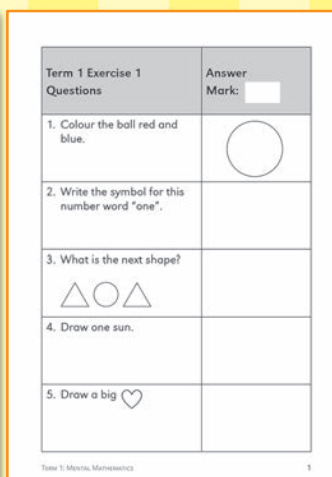 Term 1 Exercise 1
Questions
Answer
Mark:
1. Colour the ball red and
blue.
2. Write the symbol for this
number word "one".
3. What is the next shape?
4. Draw one sun.
5. Draw a big
TERM 1: MENTAL MATHEMATICS
1